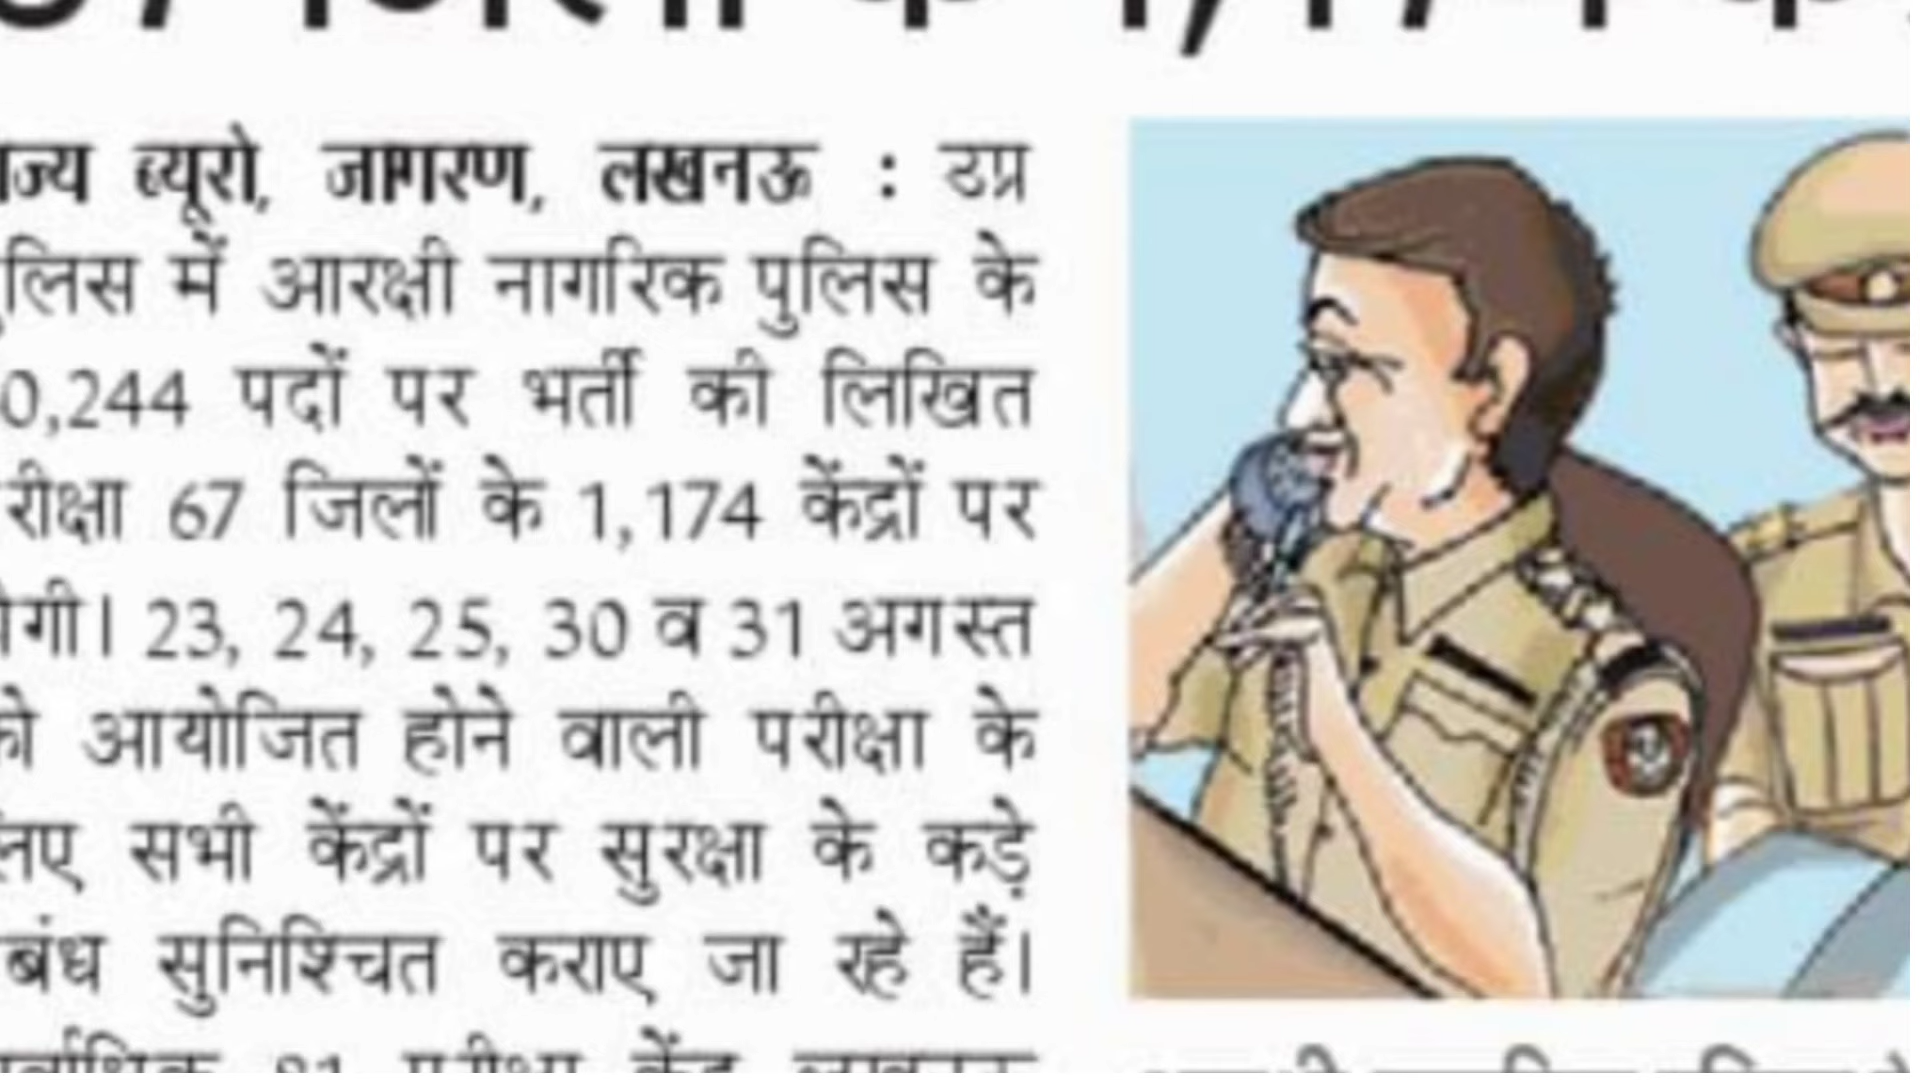 ज्य ब्यूरो, जागरण, लखनऊ : उप्र
लिस में आरक्षी नागरिक पुलिस के
0,244 पदों पर भर्ती की लिखित
रीक्षा 67 जिलों के 1,174 केंद्रों पर
गी। 23, 24, 25, 30 व 31 अगस्त
को आयोजित होने वाली परीक्षा के
लिए सभी केंद्रों पर सुरक्षा के कड़े
बंध सुनिश्चित कराए जा रहे हैं।